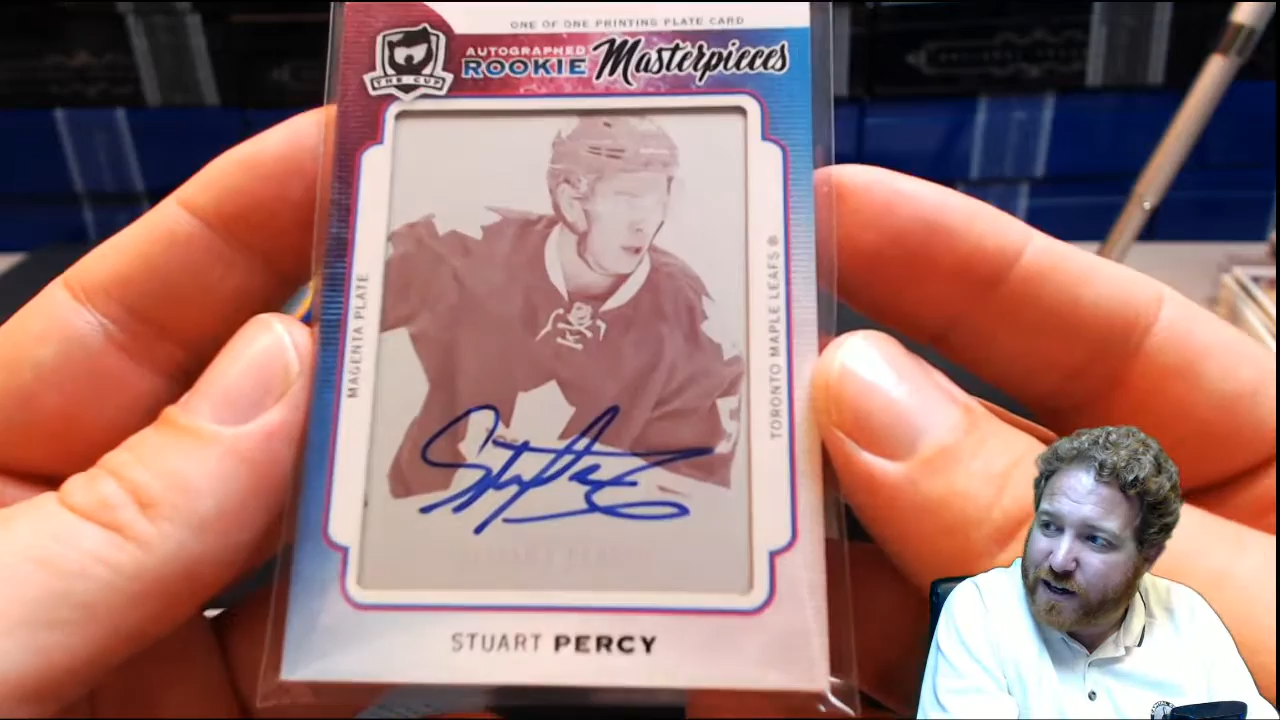 ONE OF ONE PRINTING PLATE CARD
THE CUP
AUTOGRAPHED
ROOKIE Masterpieces
MAGENTA PLATE
TORONTO MAPLE LEAFS ®
STUART PERCY